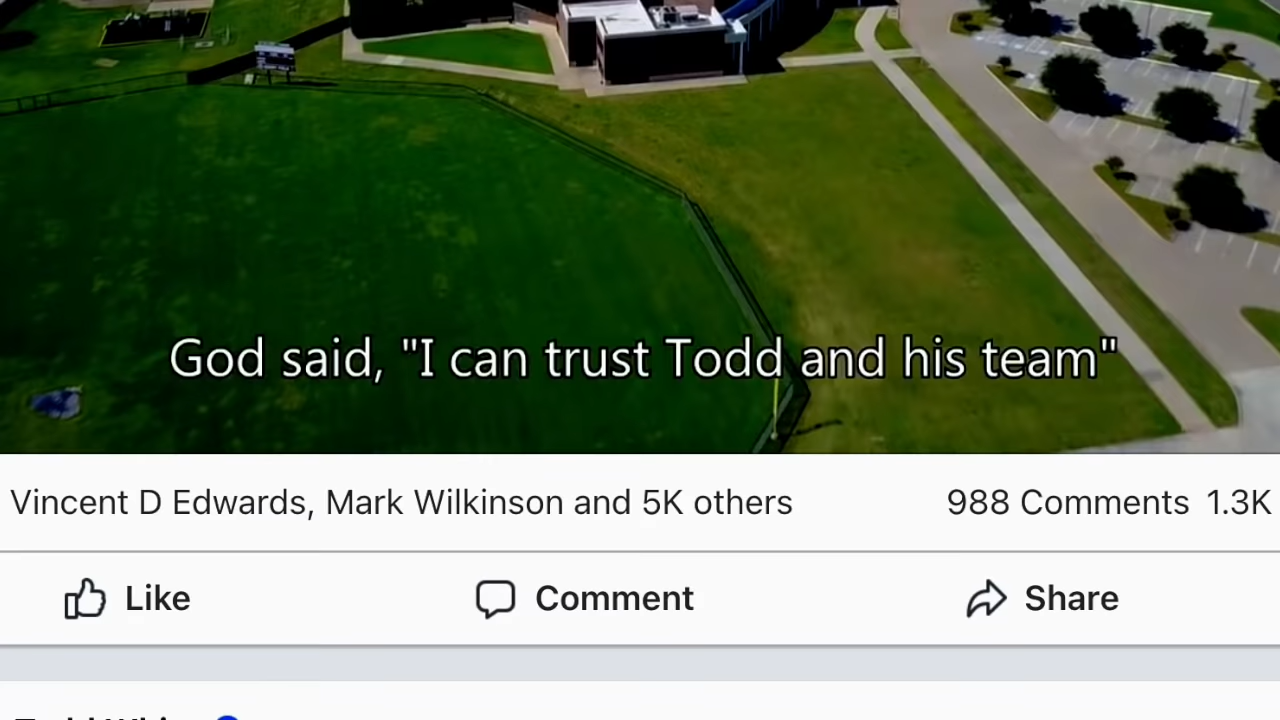 God said, "I can trust Todd and his team"
Vincent D Edwards, Mark Wilkinson and 5K others
988 Comments 1.3K
Like
Comment
Share